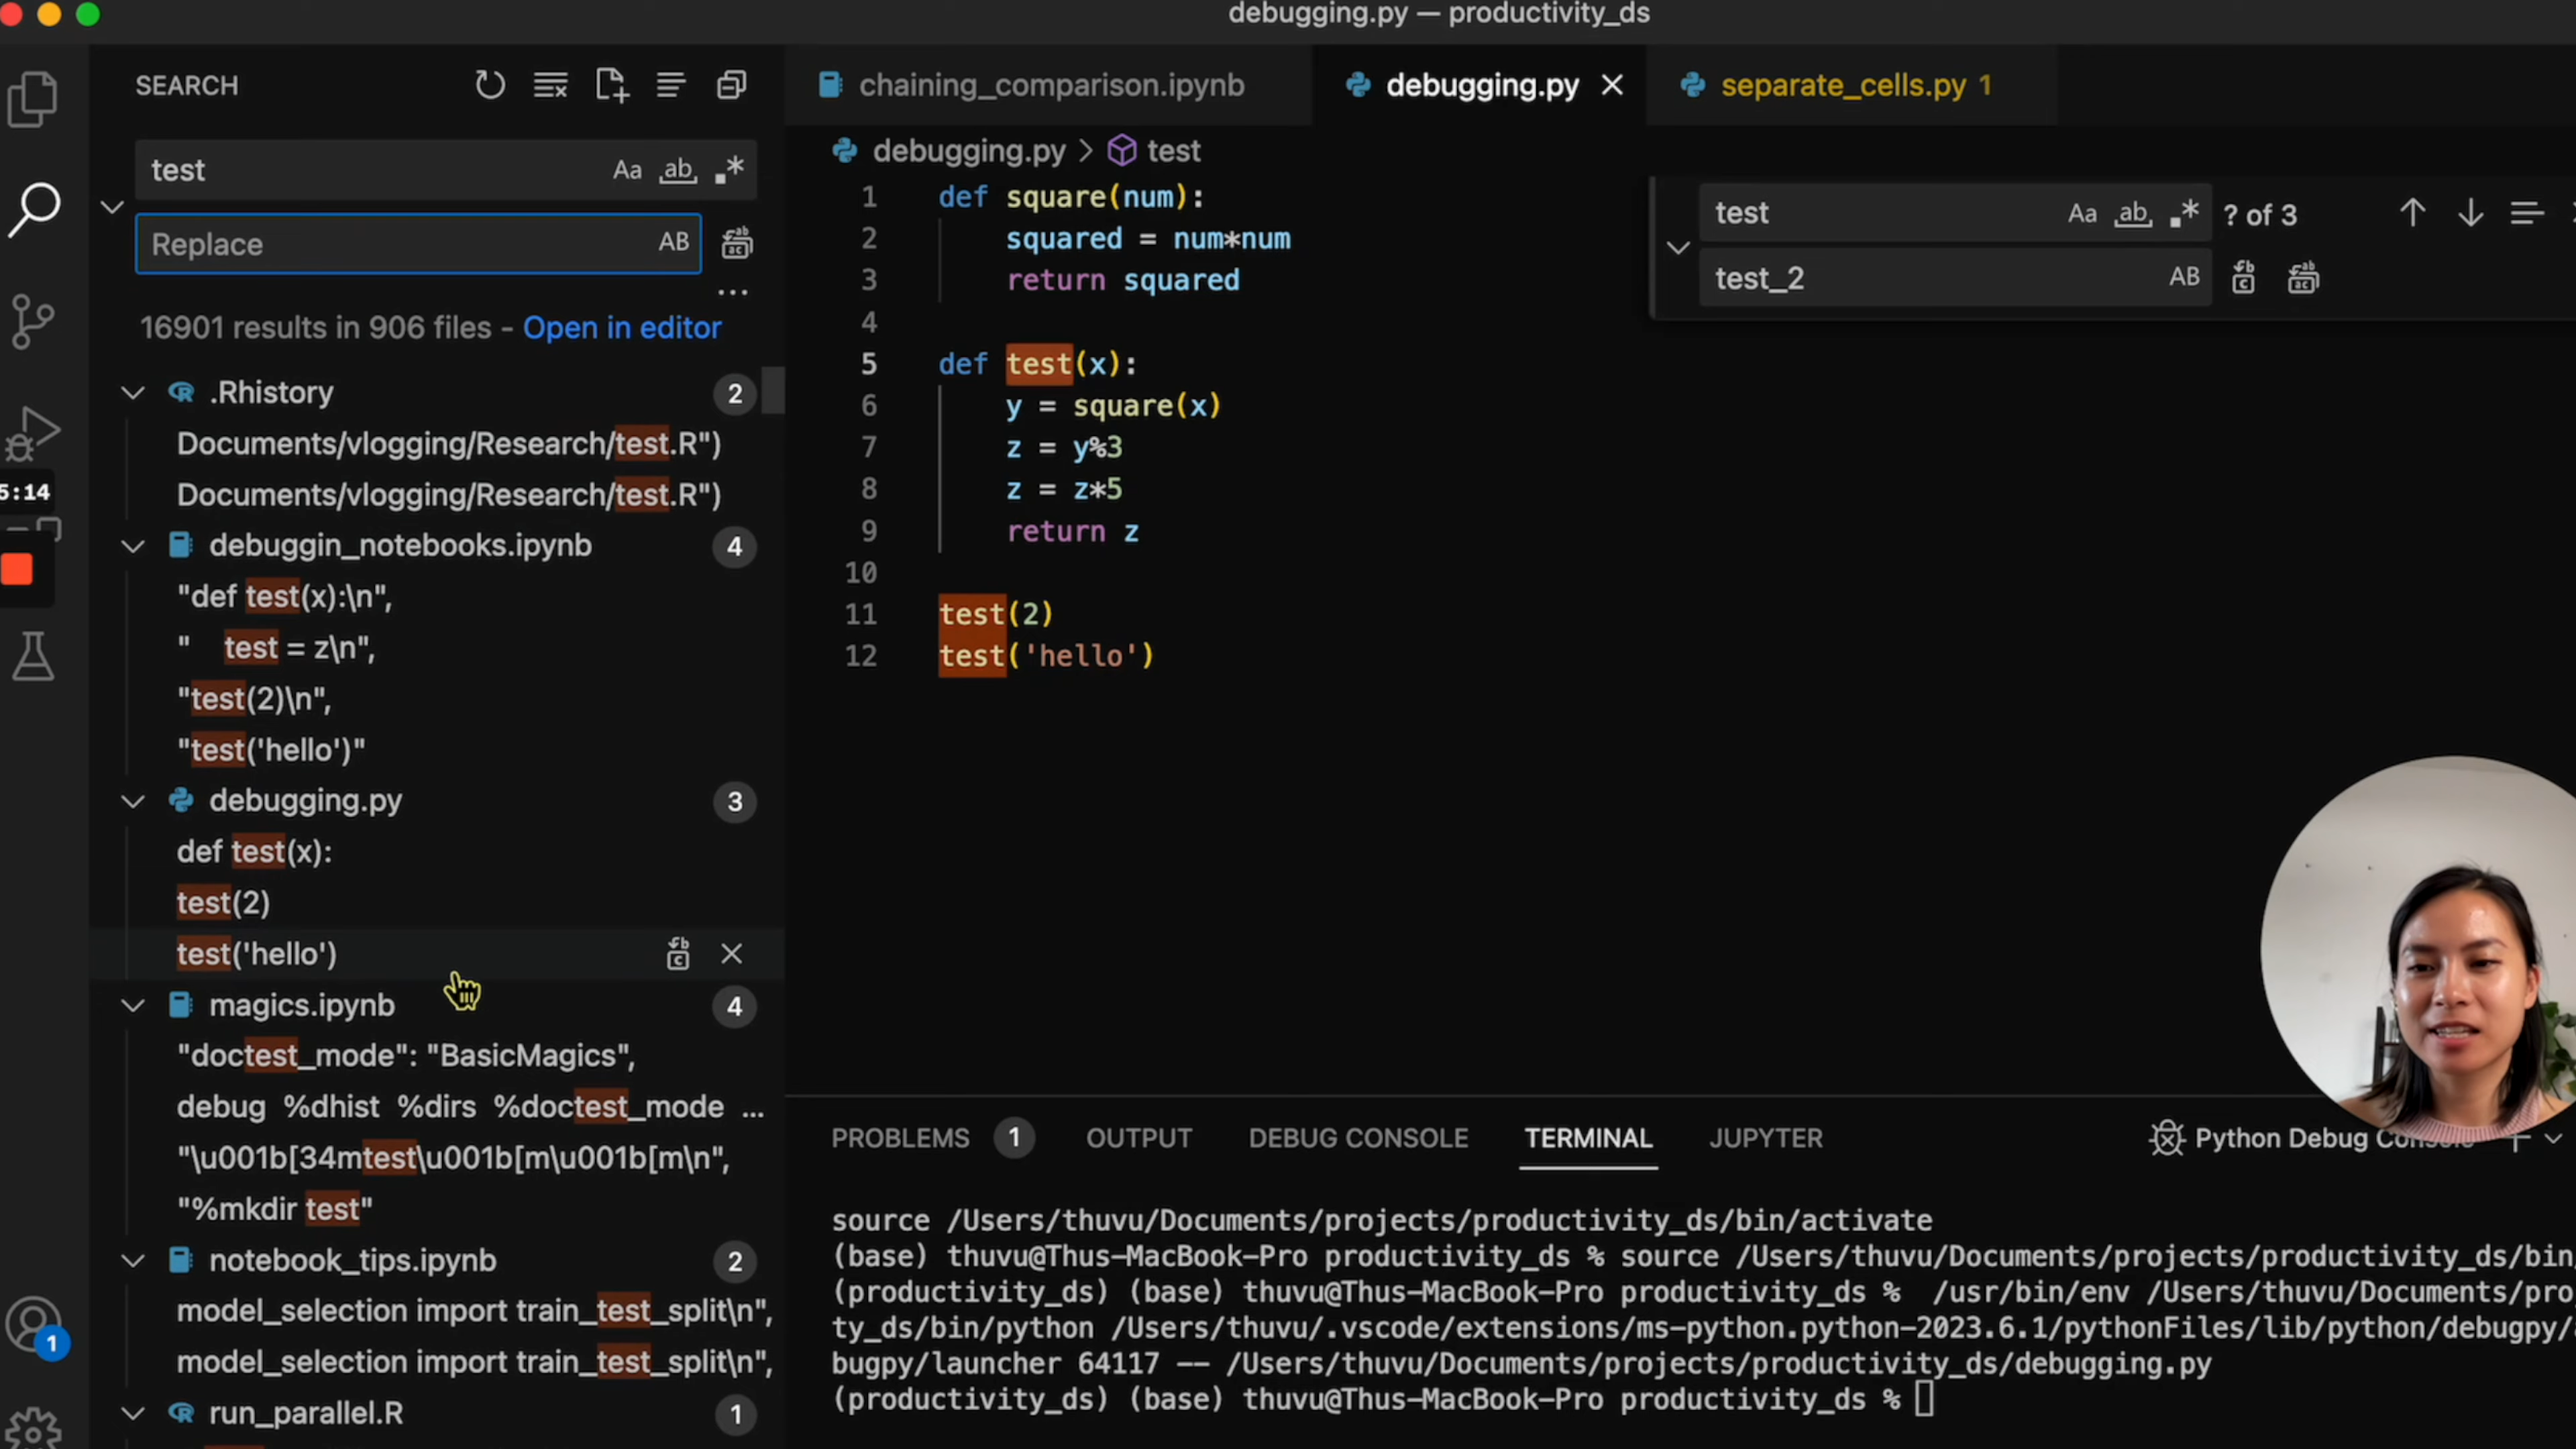 debugging.py — productivity_ds
SEARCH
test Aa ab .*
Replace AB
...
16901 results in 906 files - Open in editor
.Rhistory 2
Documents/vlogging/Research/test.R")
Documents/vlogging/Research/test.R")
5:14
debuggin_notebooks.ipynb 4
"def test(x):\n",
"    test = z\n",
"test(2)\n",
"test('hello')"
debugging.py 3
def test(x):
test(2)
test('hello')
magics.ipynb 4
"doctest_mode": "BasicMagics",
debug  %dhist  %dirs  %doctest_mode  ...
"\u001b[34mtest\u001b[m\u001b[m\n",
"%mkdir test"
notebook_tips.ipynb 2
model_selection import train_test_split\n",
model_selection import train_test_split\n",
run_parallel.R 1
1
chaining_comparison.ipynb
debugging.py
separate_cells.py 1
debugging.py > test
test Aa ab .* ? of 3
test_2 AB
1 def square(num):
2     squared = num*num
3     return squared
4
5 def test(x):
6     y = square(x)
7     z = y%3
8     z = z*5
9     return z
10
11 test(2)
12 test('hello')
PROBLEMS 1 OUTPUT DEBUG CONSOLE TERMINAL JUPYTER
Python Debug
source /Users/thuvu/Documents/projects/productivity_ds/bin/activate
(base) thuvu@Thus-MacBook-Pro productivity_ds % source /Users/thuvu/Documents/projects/productivity_ds/bin
(productivity_ds) (base) thuvu@Thus-MacBook-Pro productivity_ds %  /usr/bin/env /Users/thuvu/Documents/pro
ty_ds/bin/python /Users/thuvu/.vscode/extensions/ms-python.python-2023.6.1/pythonFiles/lib/python/debugpy/
bugpy/launcher 64117 -- /Users/thuvu/Documents/projects/productivity_ds/debugging.py
(productivity_ds) (base) thuvu@Thus-MacBook-Pro productivity_ds %